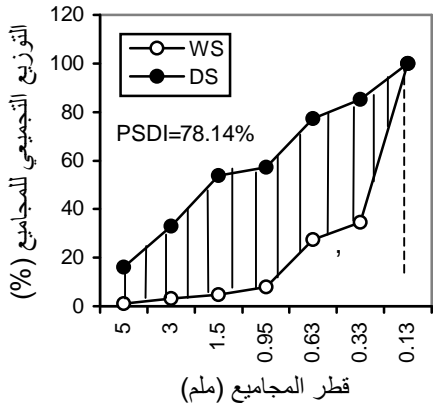 التوزيع التجميعي للمجاميع (%)
120
100
80
60
40
20
0
WS
DS
PSDI=78.14%
,
5 3 1.5 0.95 0.63 0.33 0.13
قطر المجاميع (ملم)